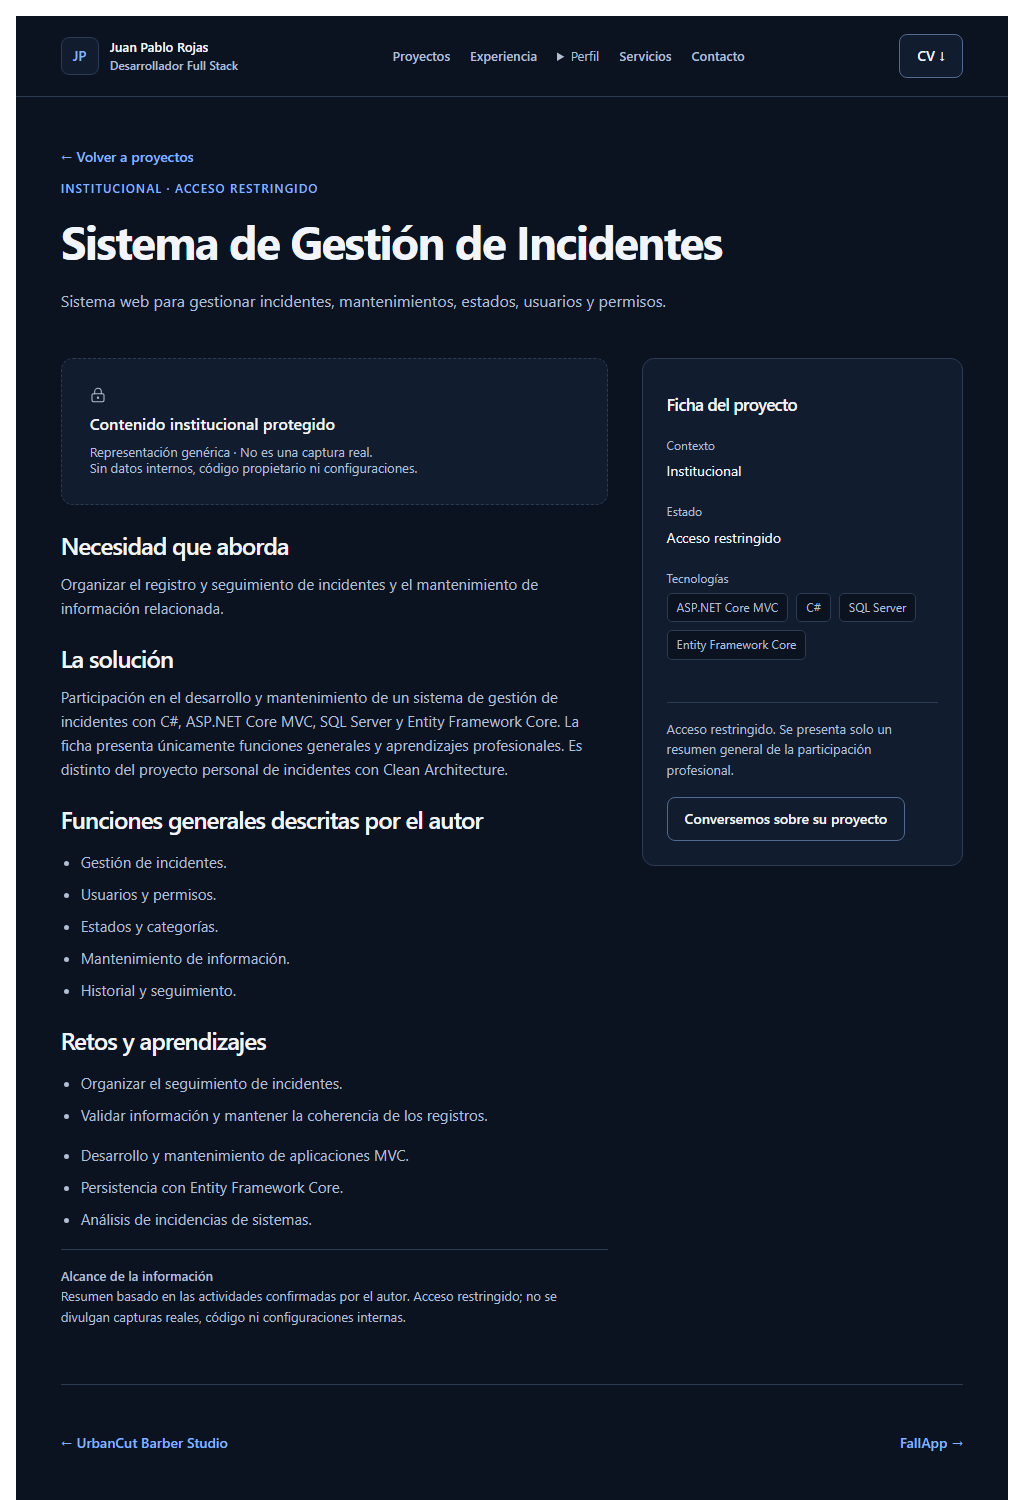 JP
Juan Pablo Rojas
Desarrollador Full Stack
Proyectos
Experiencia
▶ Perfil
Servicios
Contacto
CV ↓
← Volver a proyectos
INSTITUCIONAL · ACCESO RESTRINGIDO
Sistema de Gestión de Incidentes
Sistema web para gestionar incidentes, mantenimientos, estados, usuarios y permisos.
Contenido institucional protegido
Representación genérica · No es una captura real.
Sin datos internos, código propietario ni configuraciones.
Necesidad que aborda
Organizar el registro y seguimiento de incidentes y el mantenimiento de
información relacionada.
La solución
Participación en el desarrollo y mantenimiento de un sistema de gestión de
incidentes con C#, ASP.NET Core MVC, SQL Server y Entity Framework Core. La
ficha presenta únicamente funciones generales y aprendizajes profesionales. Es
distinto del proyecto personal de incidentes con Clean Architecture.
Funciones generales descritas por el autor
• Gestión de incidentes.
• Usuarios y permisos.
• Estados y categorías.
• Mantenimiento de información.
• Historial y seguimiento.
Retos y aprendizajes
• Organizar el seguimiento de incidentes.
• Validar información y mantener la coherencia de los registros.
• Desarrollo y mantenimiento de aplicaciones MVC.
• Persistencia con Entity Framework Core.
• Análisis de incidencias de sistemas.
Alcance de la información
Resumen basado en las actividades confirmadas por el autor. Acceso restringido; no se
divulgan capturas reales, código ni configuraciones internas.
Ficha del proyecto
Contexto
Institucional
Estado
Acceso restringido
Tecnologías
ASP.NET Core MVC
C#
SQL Server
Entity Framework Core
Acceso restringido. Se presenta solo un
resumen general de la participación
profesional.
Conversemos sobre su proyecto
← UrbanCut Barber Studio
FallApp →